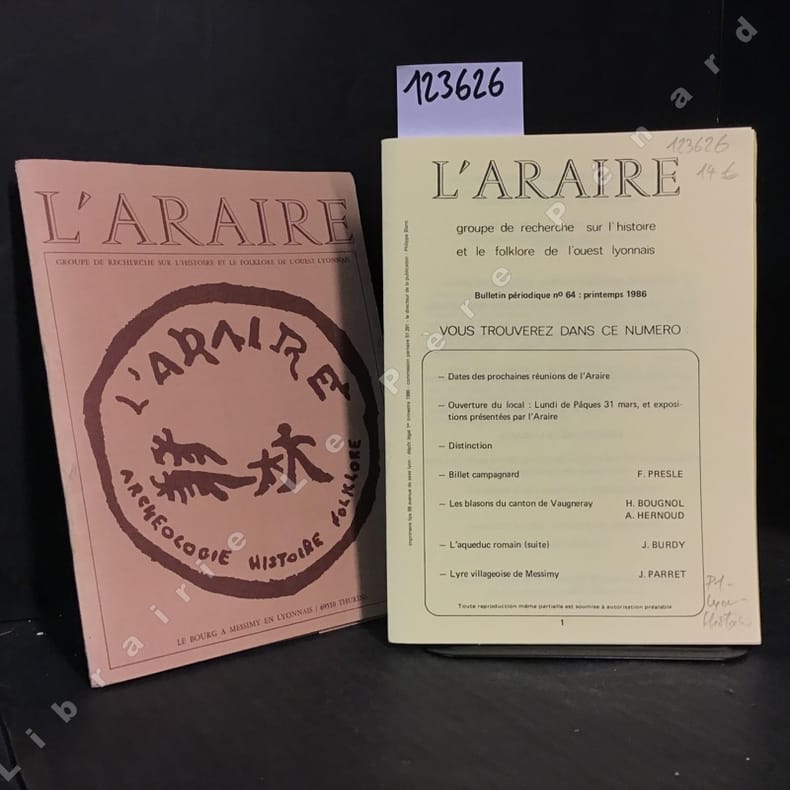 123626
L'ARAIRE
GROUPE DE RECHERCHE SUR L'HISTOIRE ET LE FOLKLORE DE L'OUEST LYONNAIS
L'ARAIRE
ARCHEOLOGIE HISTOIRE FOLKLORE
LE BOURG A MESSIMY EN LYONNAIS / 69510 THURINS
123626
14 €
L'ARAIRE
groupe de recherche sur l'histoire
et le folklore de l'ouest lyonnais
Bulletin périodique nº 64 : printemps 1986
VOUS TROUVEREZ DANS CE NUMERO :
– Dates des prochaines réunions de l'Araire
– Ouverture du local : Lundi de Pâques 31 mars, et exposi-
tions présentées par l'Araire
– Distinction
– Billet campagnard F. PRESLE
– Les blasons du canton de Vaugneray H. BOUGNOL
A. HERNOUD
– L'aqueduc romain (suite) J. BURDY
– Lyre villageoise de Messimy J. PARRET
Toute reproduction même partielle est soumise à autorisation préalable
1
Librairie Le Père Pénard